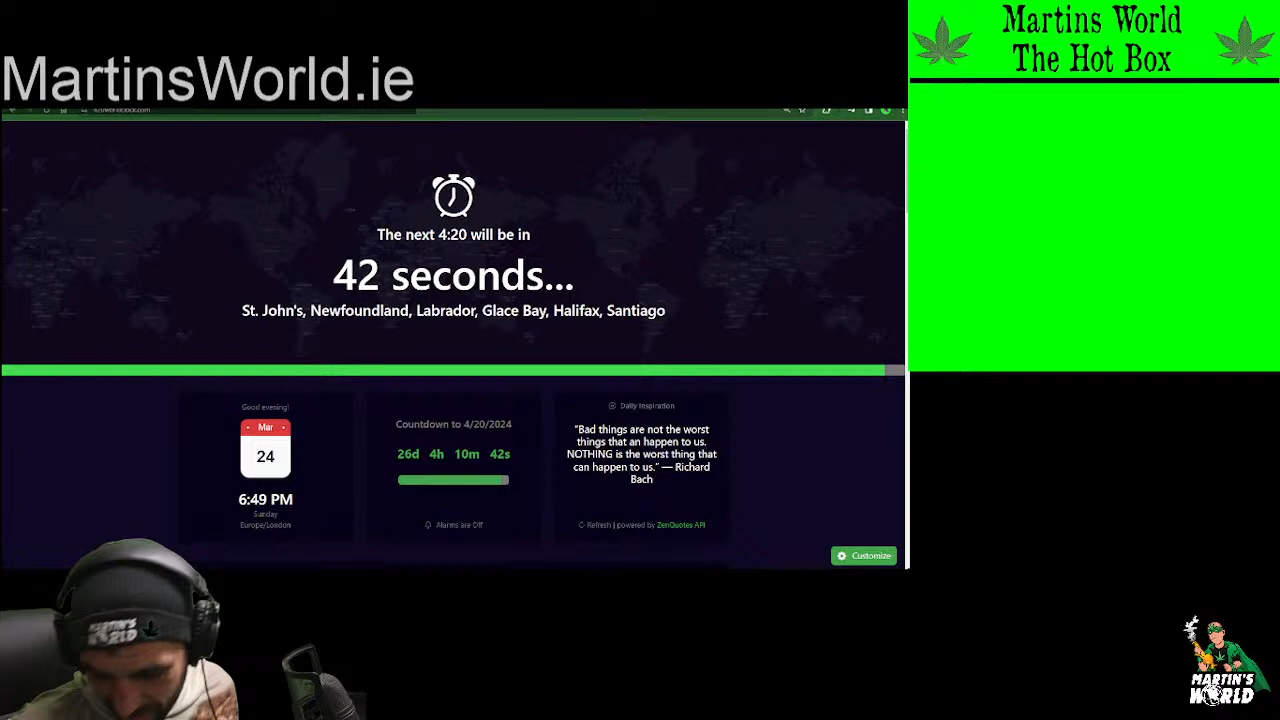 MartinsWorld.ie
Martins World
The Hot Box
The next 4:20 will be in
42 seconds...
St. John's, Newfoundland, Labrador, Glace Bay, Halifax, Santiago
Good evening!
Mar
24
6:49 PM
Sunday
Europe/London
Countdown to 4/20/2024
26d 4h 10m 42s
Alarms are Off
Daily Inspiration
“Bad things are not the worst
things that an happen to us.
NOTHING is the worst thing that
can happen to us.” — Richard
Bach
Refresh | powered by ZenQuotes API
Customize
MARTIN'S
WORLD
MARTIN'S
WORLD